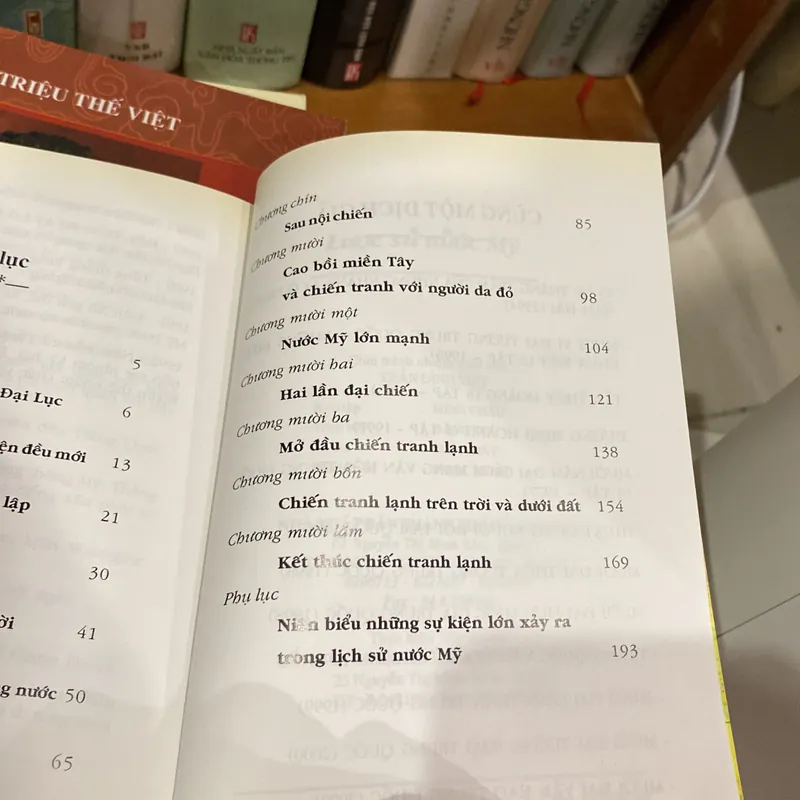 TRIỆU THẾ VIỆT
lục
5
Đại Lục 6
ện đều mới 13
lập 21
30
ời 41
g nước 50
65
Chương chín
Sau nội chiến 85
Chương mười
Cao bồi miền Tây
và chiến tranh với người da đỏ 98
Chương mười một
Nước Mỹ lớn mạnh 104
Chương mười hai
Hai lần đại chiến 121
Chương mười ba
Mở đầu chiến tranh lạnh 138
Chương mười bốn
Chiến tranh lạnh trên trời và dưới đất 154
Chương mười lăm
Kết thúc chiến tranh lạnh 169
Phụ lục
Niên biểu những sự kiện lớn xảy ra
trong lịch sử nước Mỹ 193